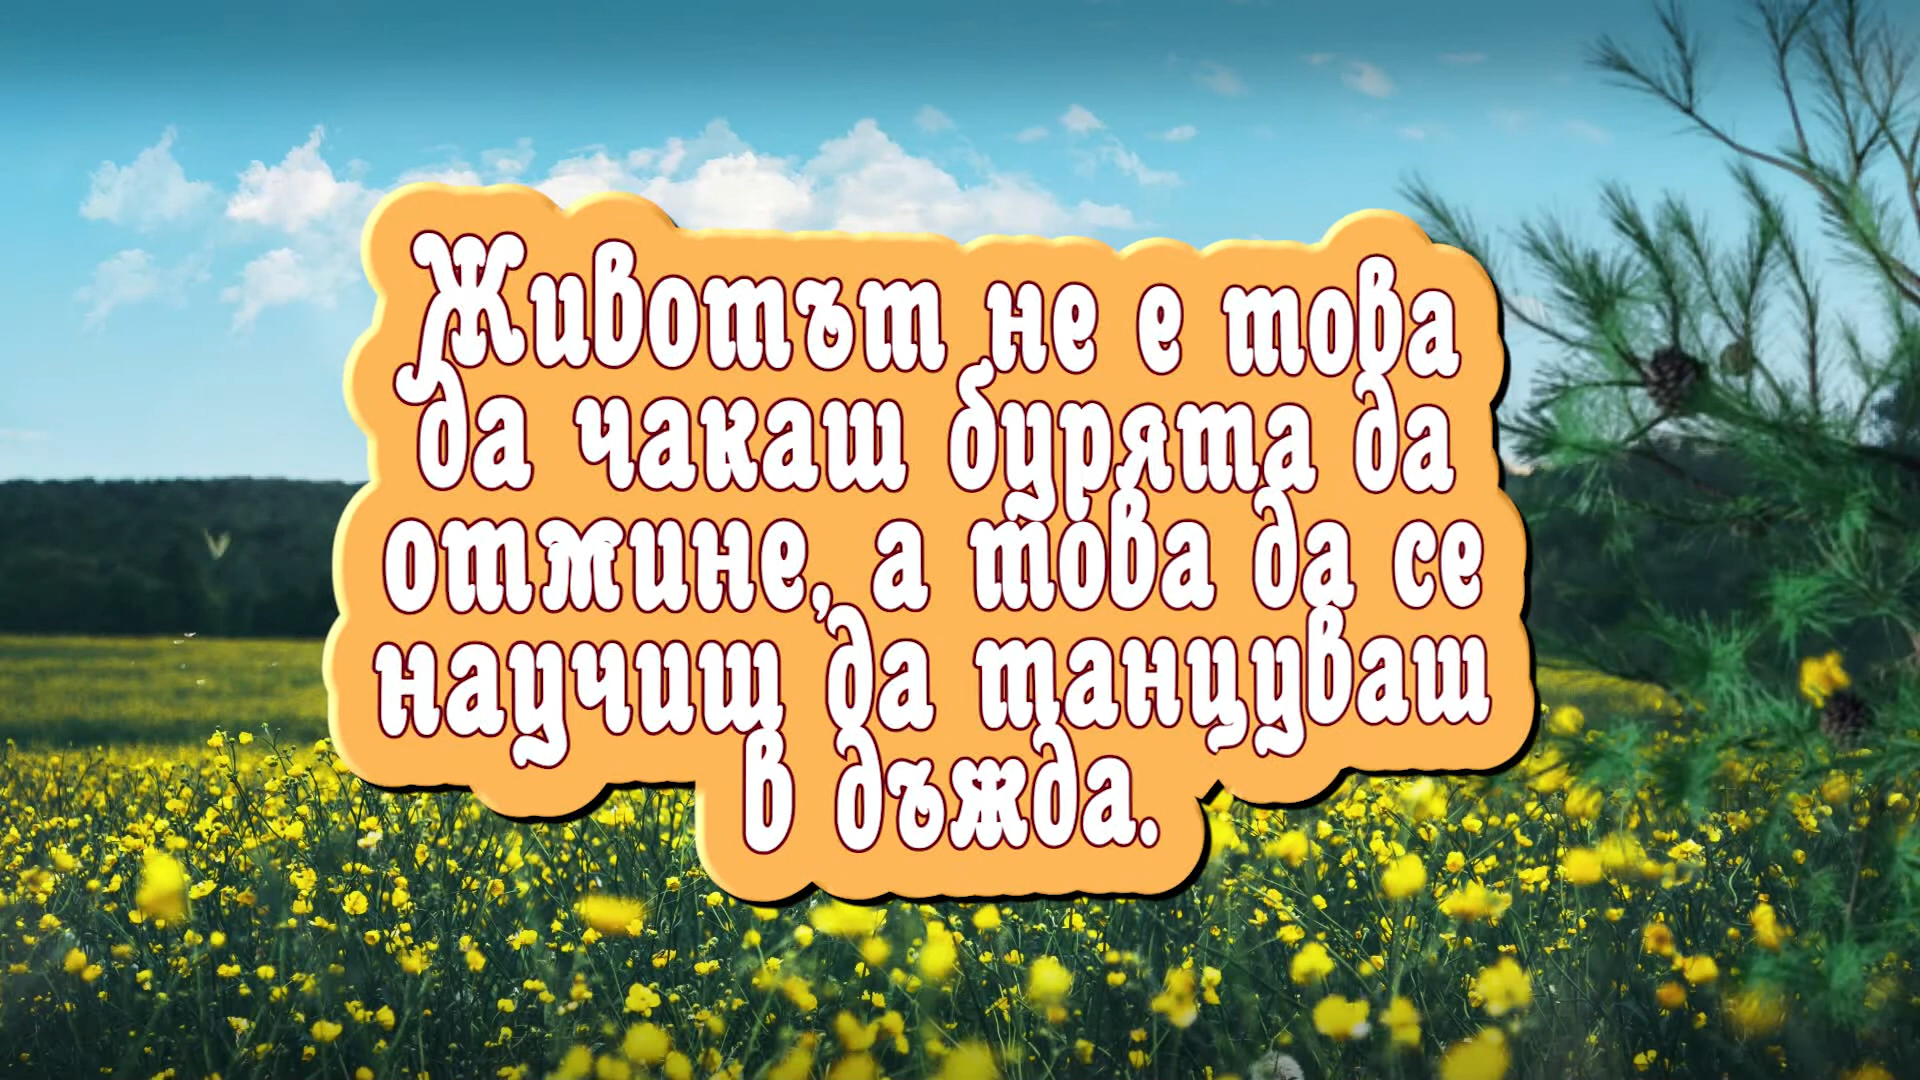 Животът не е това
да чакаш бурята да
отмине, а това да се
научиш да танцуваш
в дъжда.